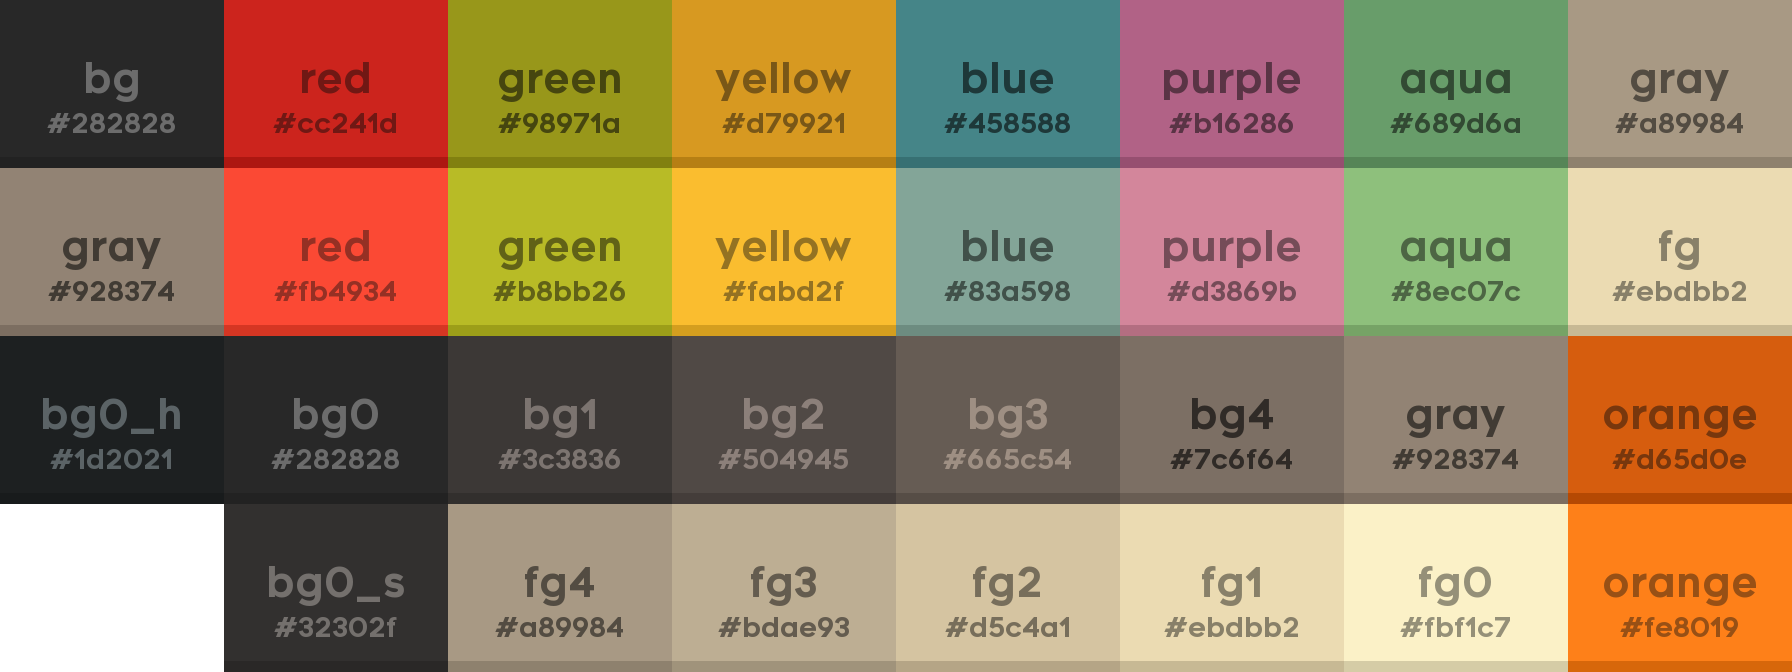 bg red green yellow blue purple aqua gray
#282828 #cc241d #98971a #d79921 #458588 #b16286 #689d6a #a89984
gray red green yellow blue purple aqua fg
#928374 #fb4934 #b8bb26 #fabd2f #83a598 #d3869b #8ec07c #ebdbb2
bg0_h bg0 bg1 bg2 bg3 bg4 gray orange
#1d2021 #282828 #3c3836 #504945 #665c54 #7c6f64 #928374 #d65d0e
bg0_s fg4 fg3 fg2 fg1 fg0 orange
#32302f #a89984 #bdae93 #d5c4a1 #ebdbb2 #fbf1c7 #fe8019